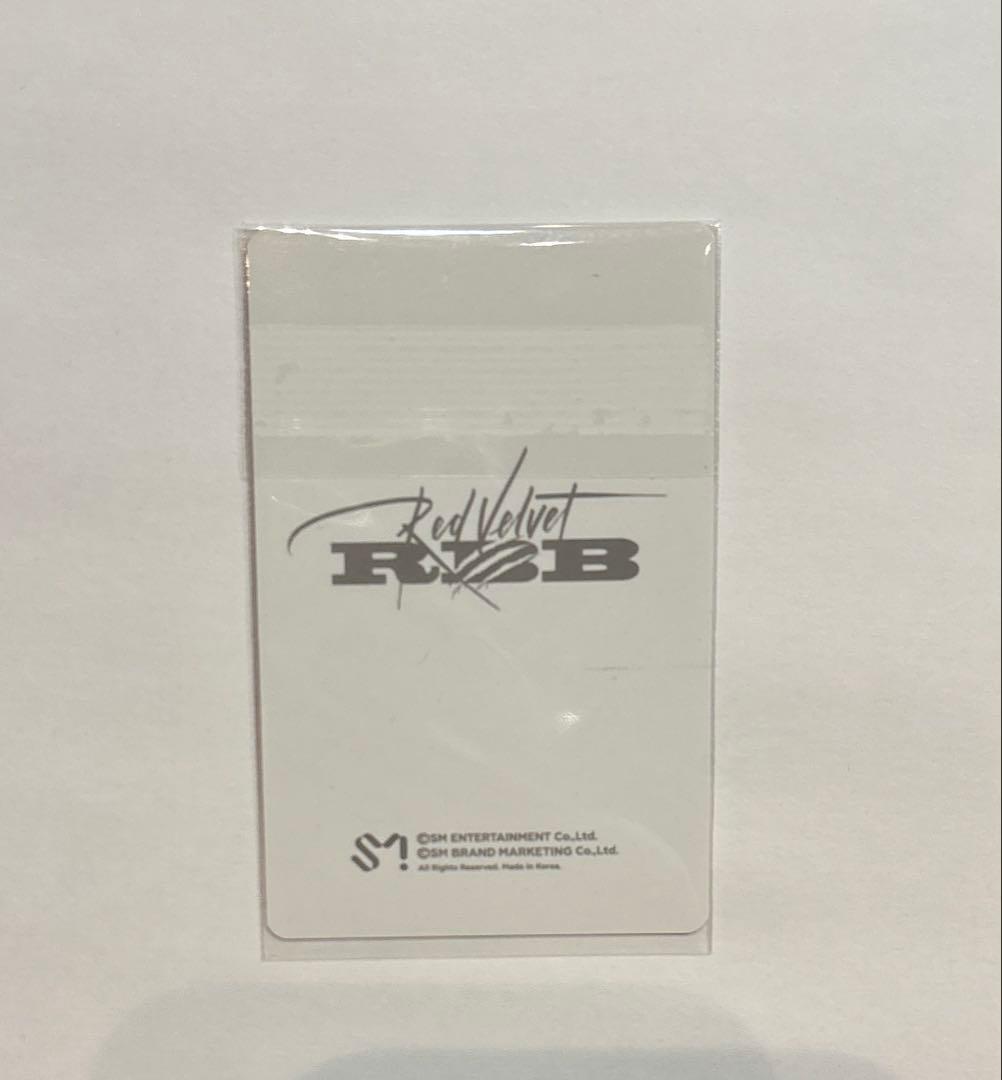 Red Velvet
RBB
SM
©SM ENTERTAINMENT Co.,Ltd.
©SM BRAND MARKETING Co.,Ltd.
All Rights Reserved. Made in Korea.